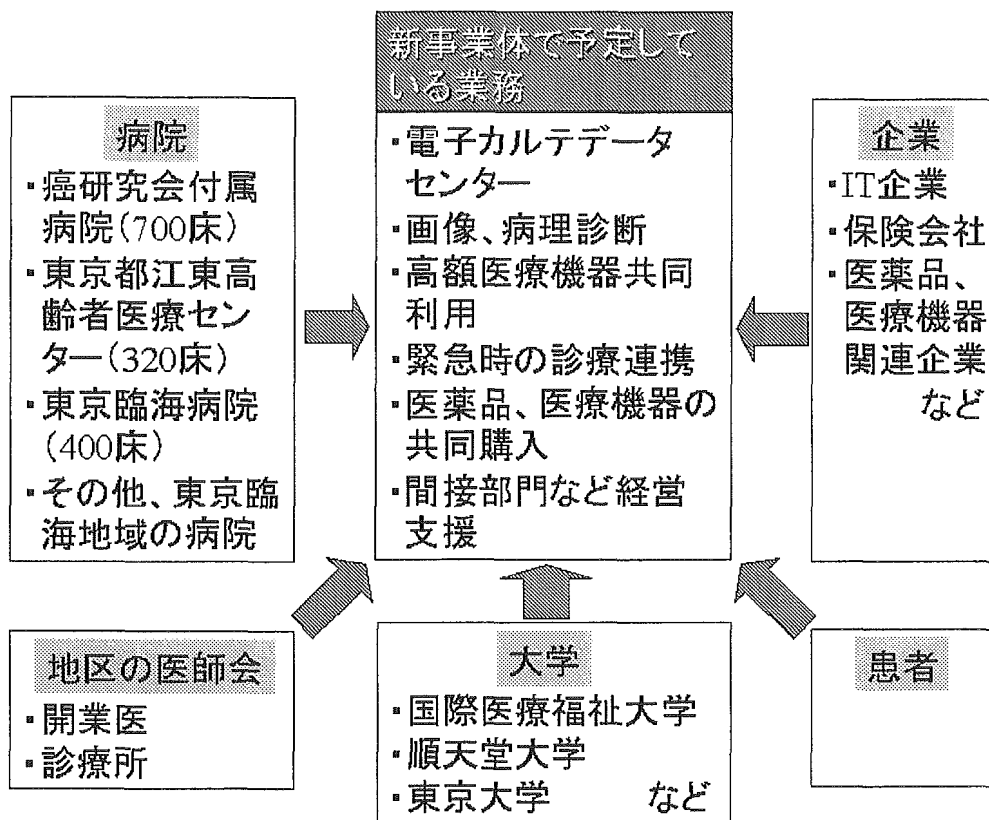 新事業体で予定して
いる業務
・電子カルテデータ
センター
・画像、病理診断
・高額医療機器共同
利用
・緊急時の診療連携
・医薬品、医療機器の
共同購入
・間接部門など経営
支援
病院
・癌研究会付属
病院(700床)
・東京都江東高
齢者医療セン
ター(320床)
・東京臨海病院
(400床)
・その他、東京臨
海地域の病院
企業
・IT企業
・保険会社
・医薬品、
医療機器
関連企業
など
地区の医師会
・開業医
・診療所
大学
・国際医療福祉大学
・順天堂大学
・東京大学 など
患者